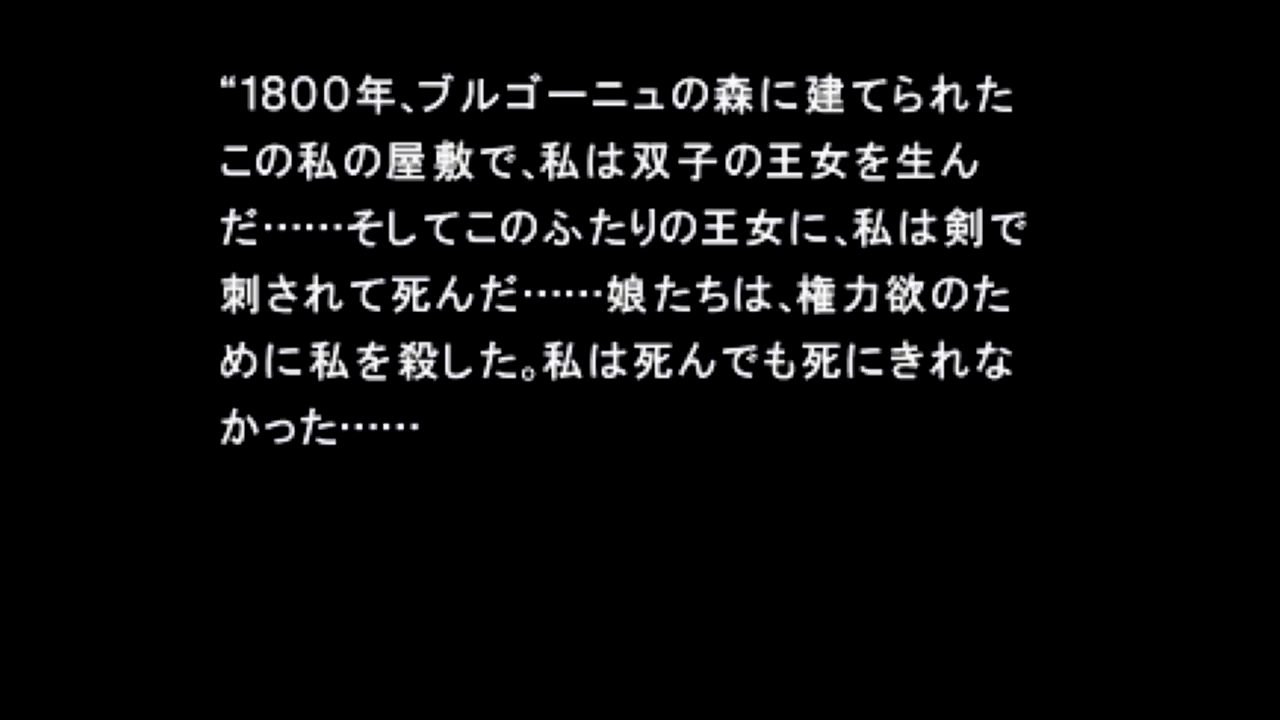 “1800年、ブルゴーニュの森に建てられた
この私の屋敷で、私は双子の王女を生ん
だ……そしてこのふたりの王女に、私は剣で
刺されて死んだ……娘たちは、権力欲のた
めに私を殺した。私は死んでも死にきれな
かった……